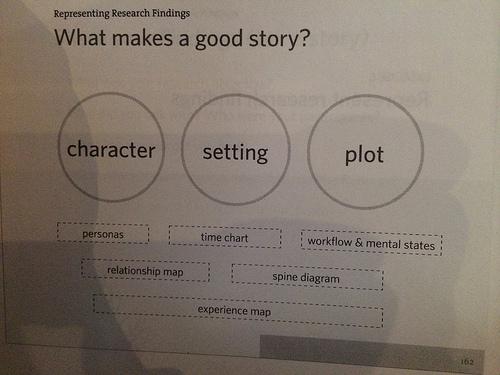 Representing Research Findings
What makes a good story?
character setting plot
personas time chart workflow & mental states
relationship map spine diagram
experience map
162